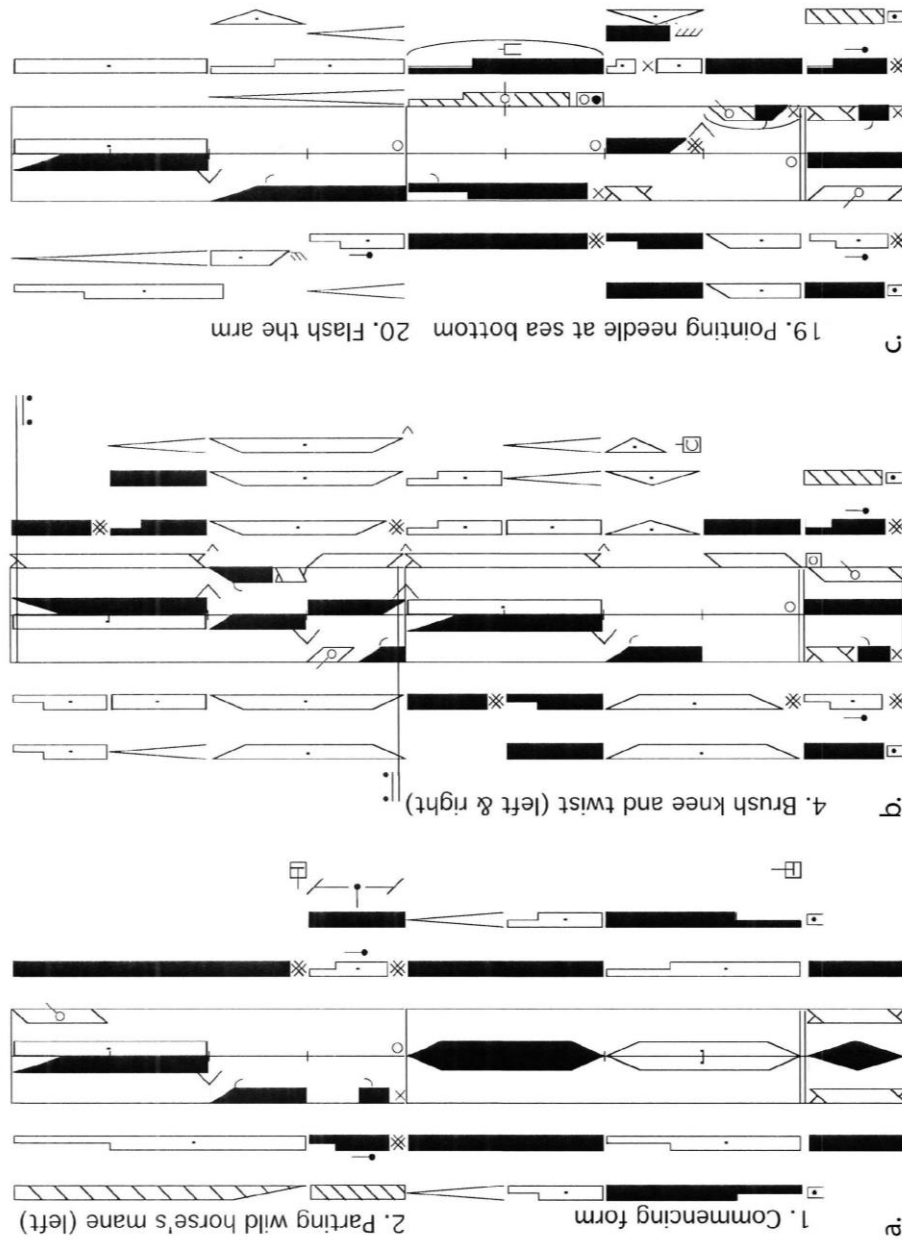 a.
1. Commencing form
2. Parting wild horse's mane (left)
b.
4. Brush knee and twist (left & right)
c.
19. Pointing needle at sea bottom
20. Flash the arm